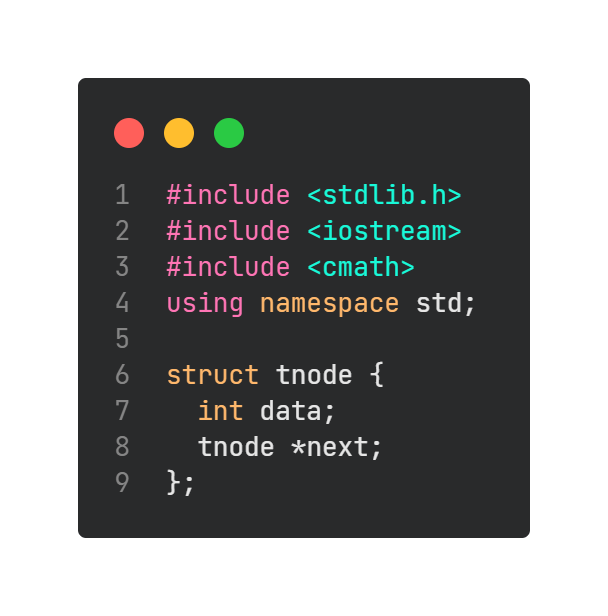 1 #include <stdlib.h>
2 #include <iostream>
3 #include <cmath>
4 using namespace std;
5
6 struct tnode {
7   int data;
8   tnode *next;
9 };